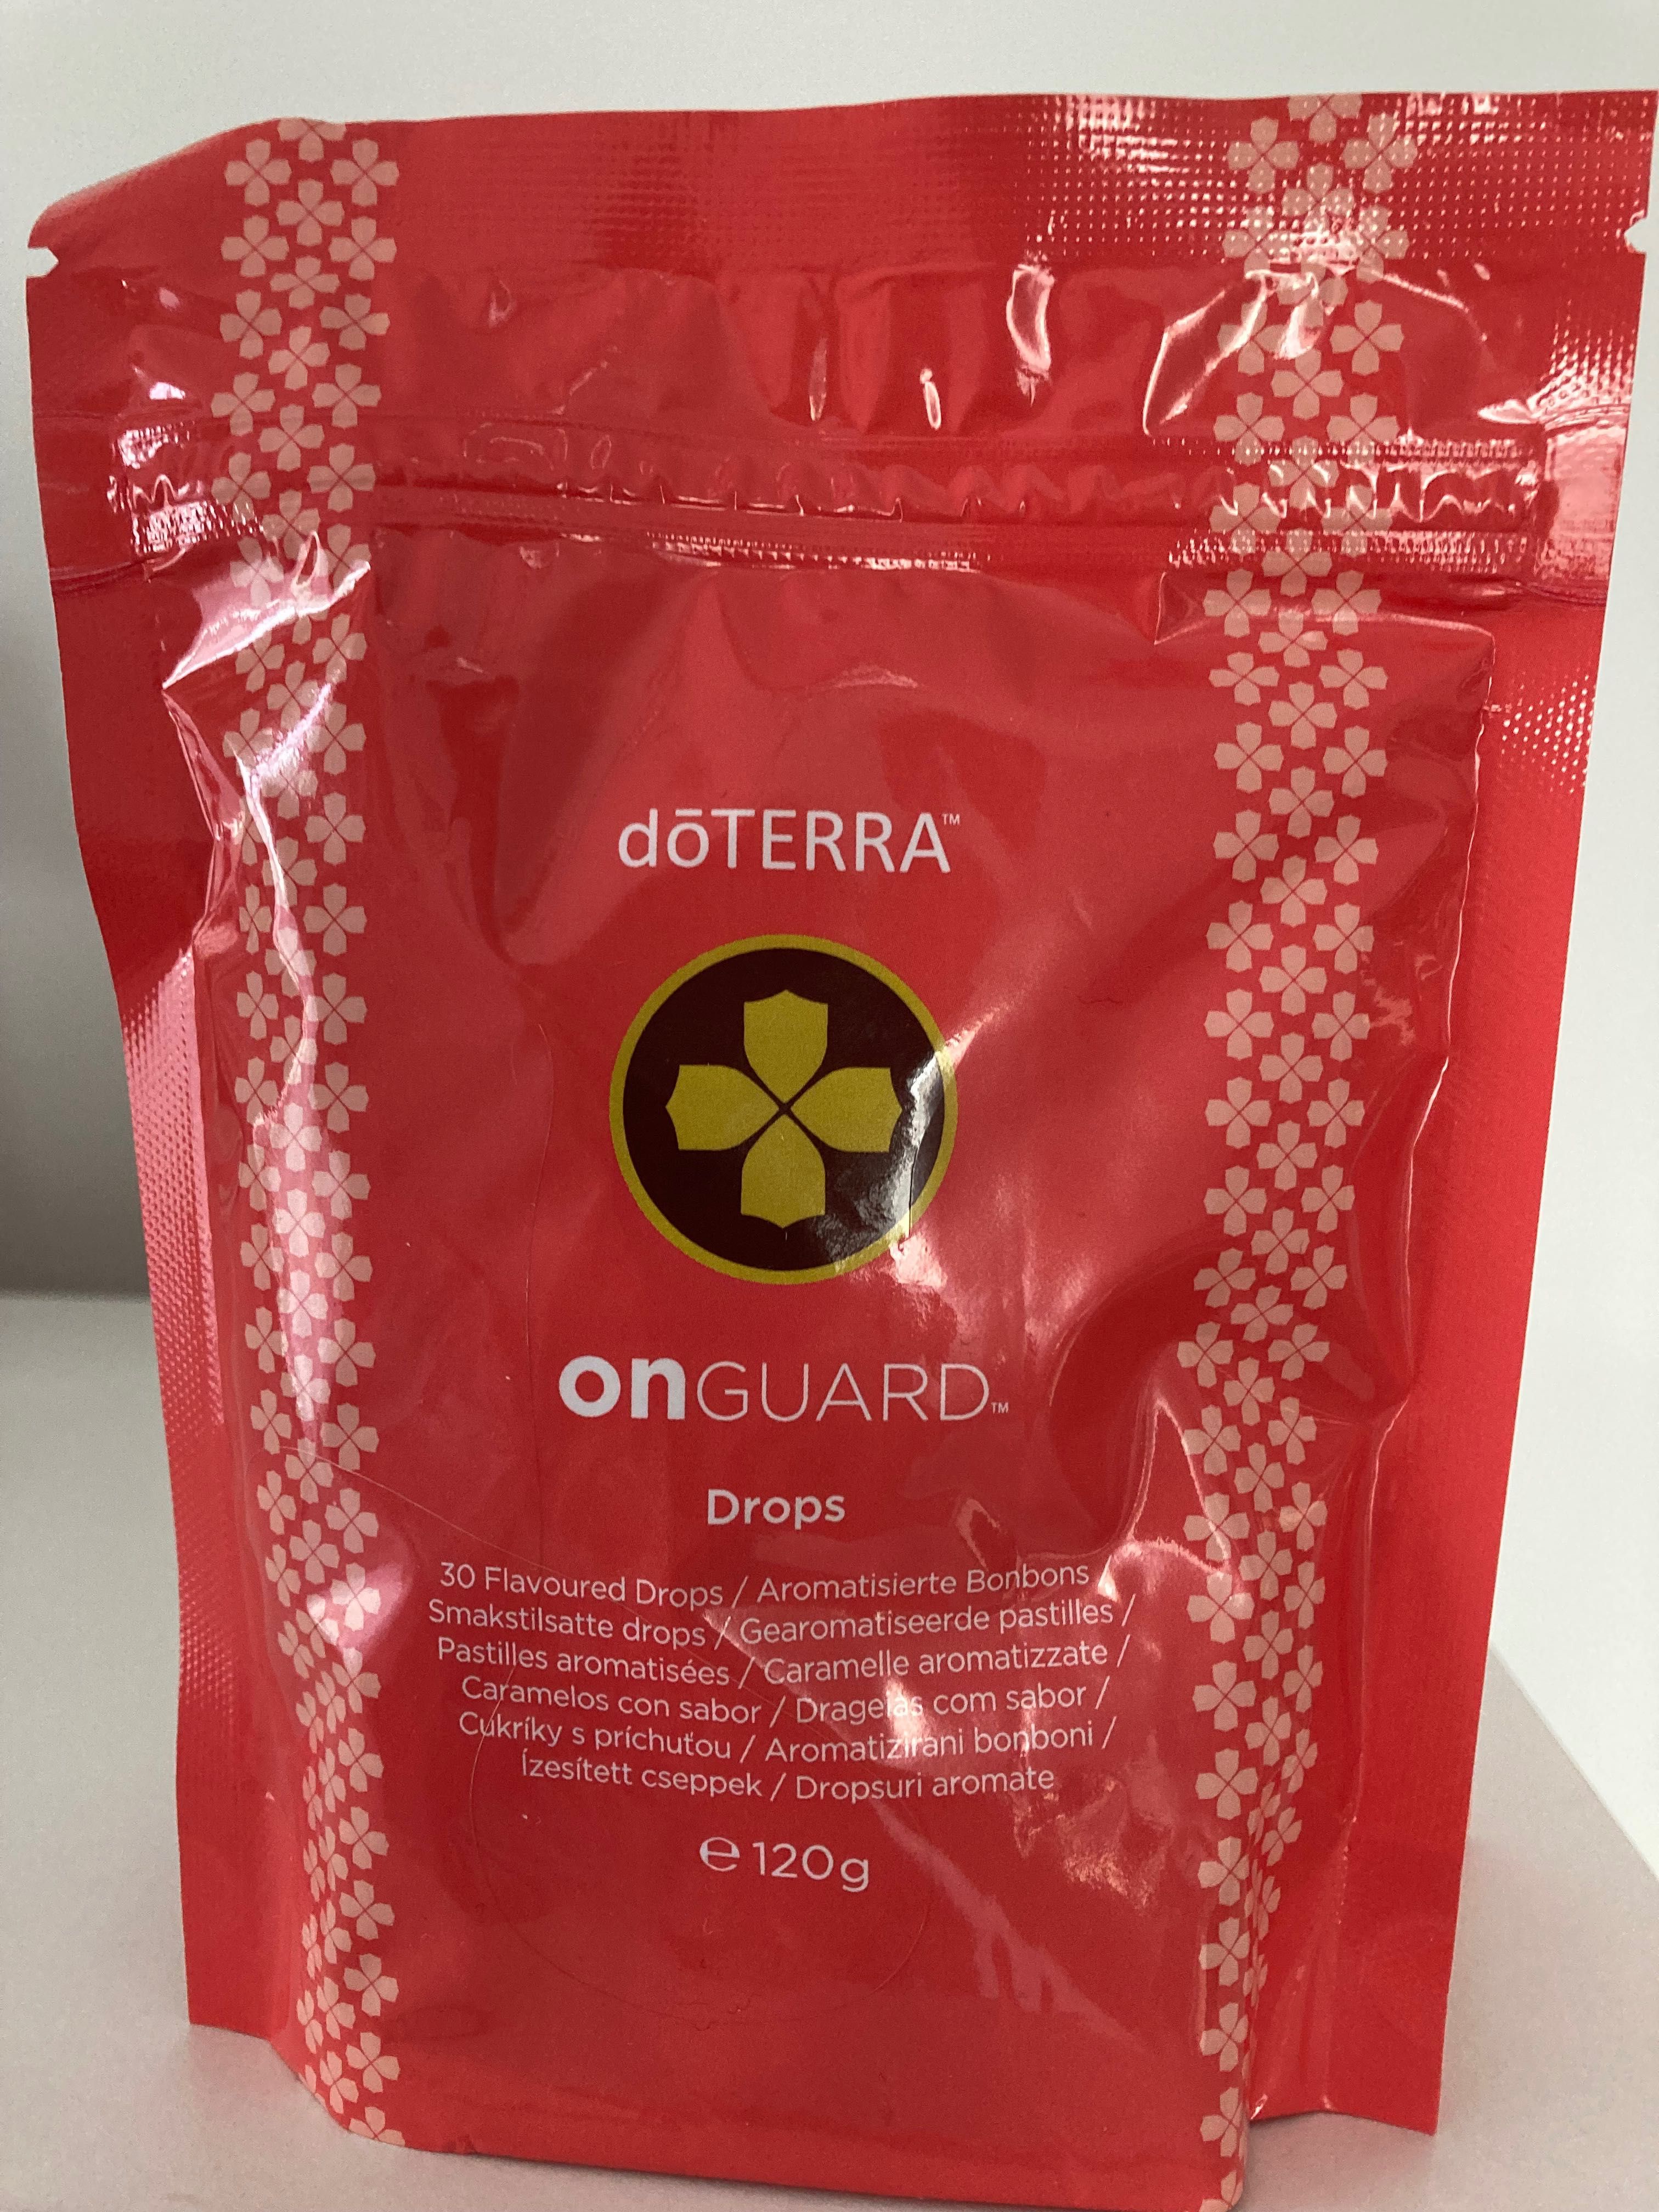 dōTERRA™
onGUARD™
Drops
30 Flavoured Drops / Aromatisierte Bonbons
Smakstilsatte drops / Gearomatiseerde pastilles /
Pastilles aromatisées / Caramelle aromatizzate /
Caramelos con sabor / Drageias com sabor /
Cukríky s príchuťou / Aromatizirani bonboni /
Ízesített cseppek / Dropsuri aromate
℮ 120g